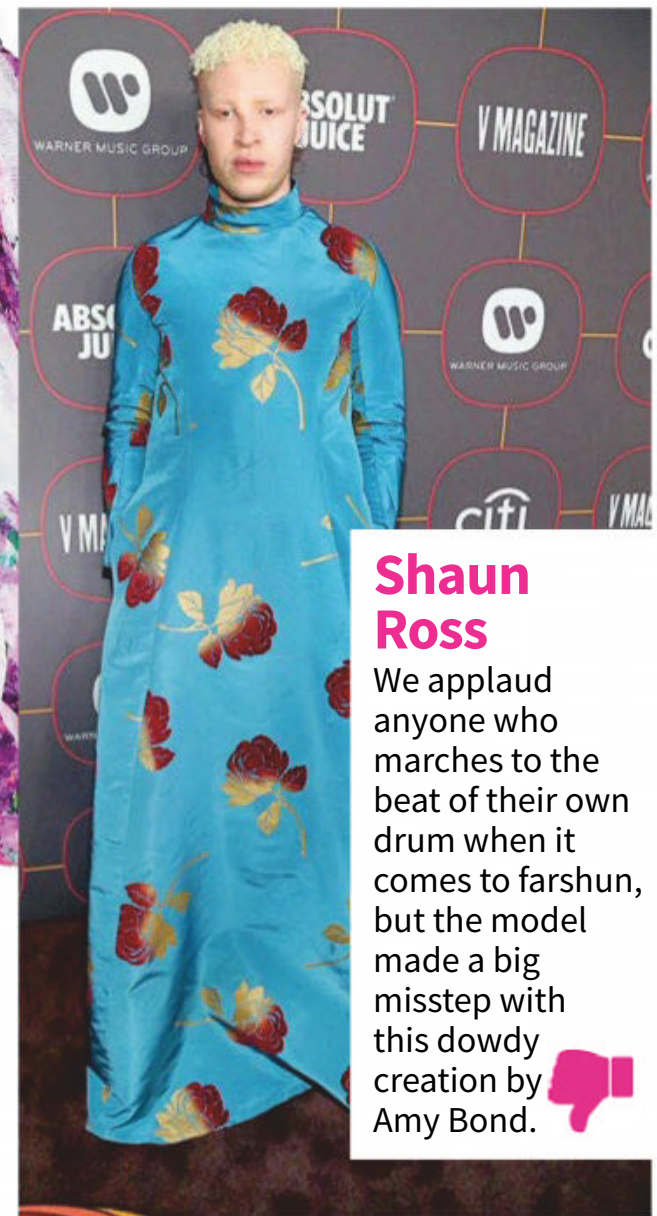 WARNER MUSIC GROUP
ABSOLUT
JUICE
V MAGAZINE
WARNER MUSIC GROUP
citi
Shaun
Ross
We applaud
anyone who
marches to the
beat of their own
drum when it
comes to farshun,
but the model
made a big
misstep with
this dowdy
creation by
Amy Bond.